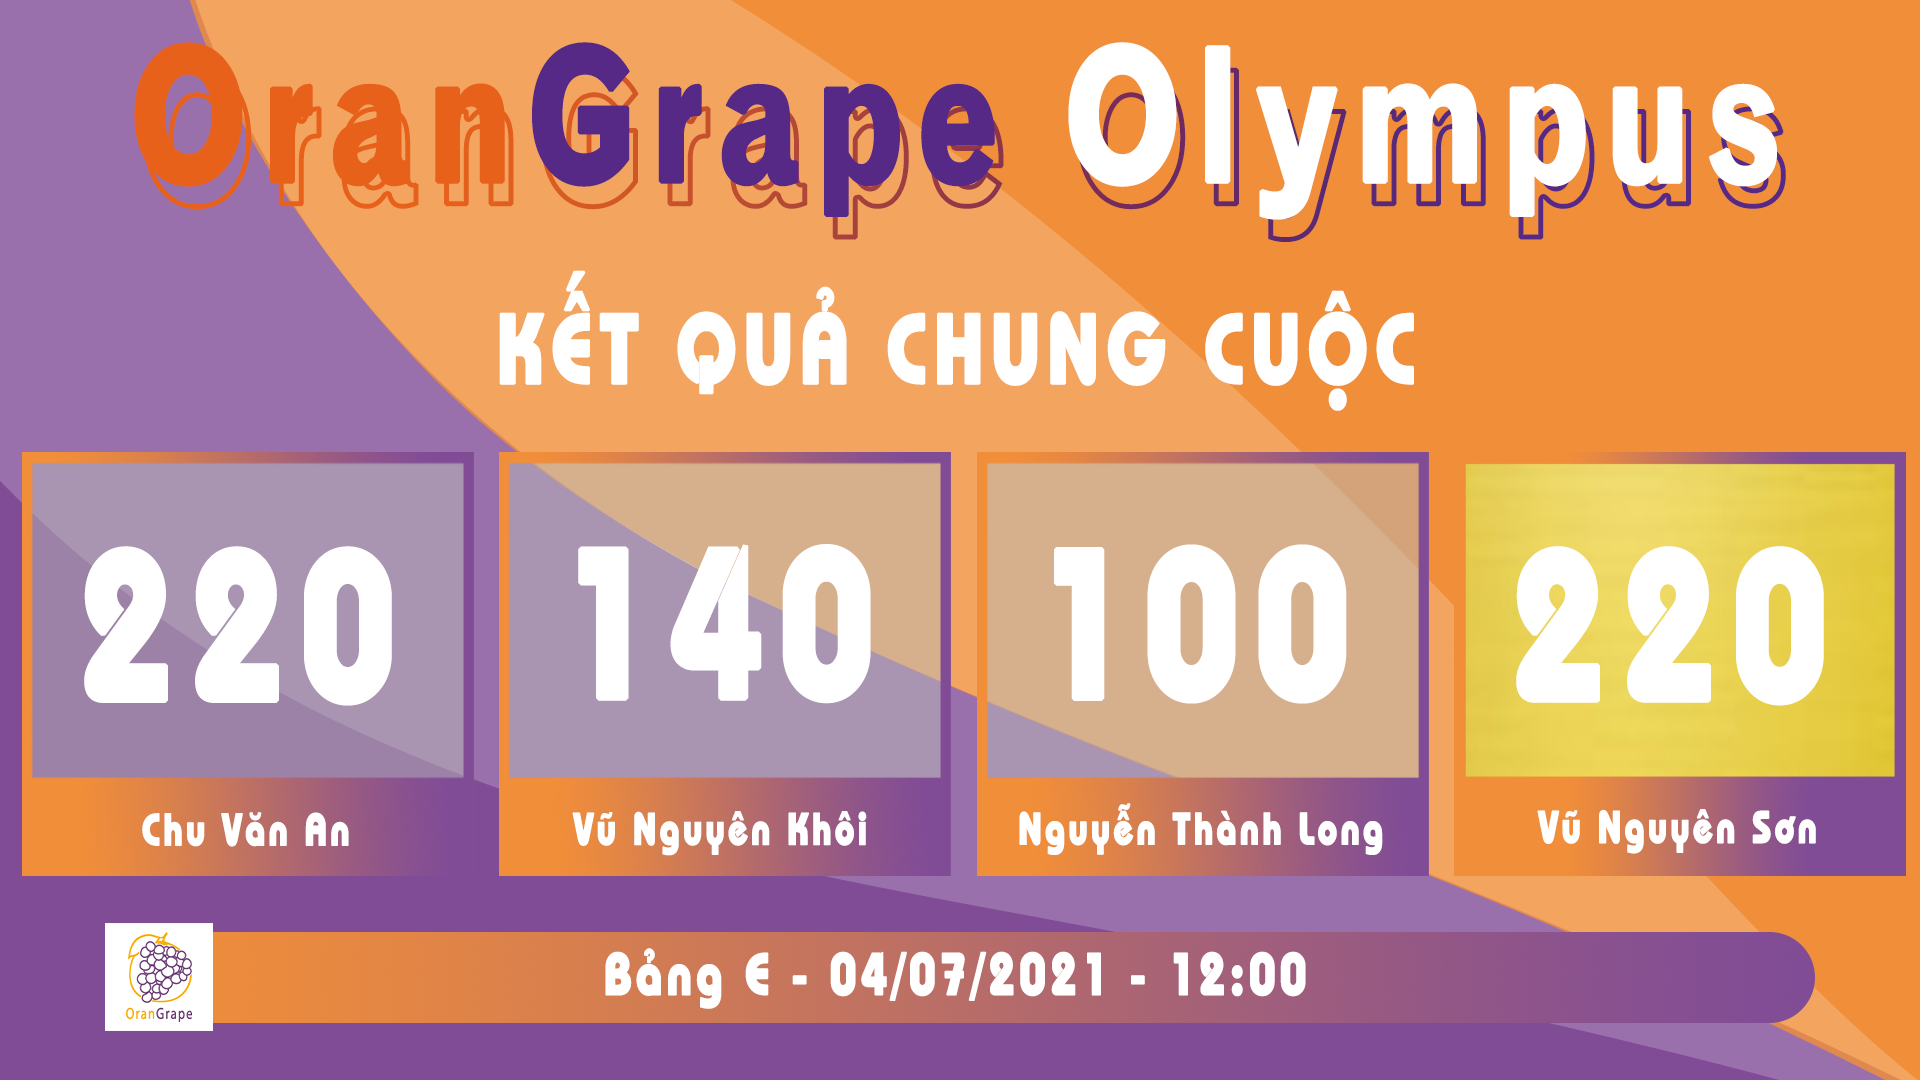 OranGrape Olympus
KẾT QUẢ CHUNG CUỘC
220
140
100
220
Chu Văn An
Vũ Nguyên Khôi
Nguyễn Thành Long
Vũ Nguyên Sơn
OranGrape
Bảng E - 04/07/2021 - 12:00